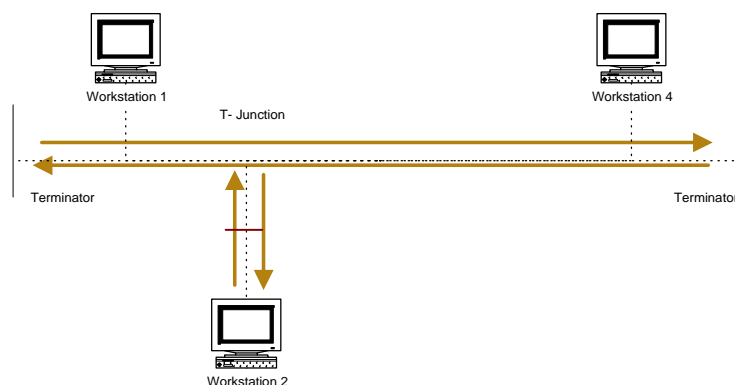 Workstation 1
Workstation 4
T- Junction
Terminator
Terminator
Workstation 2